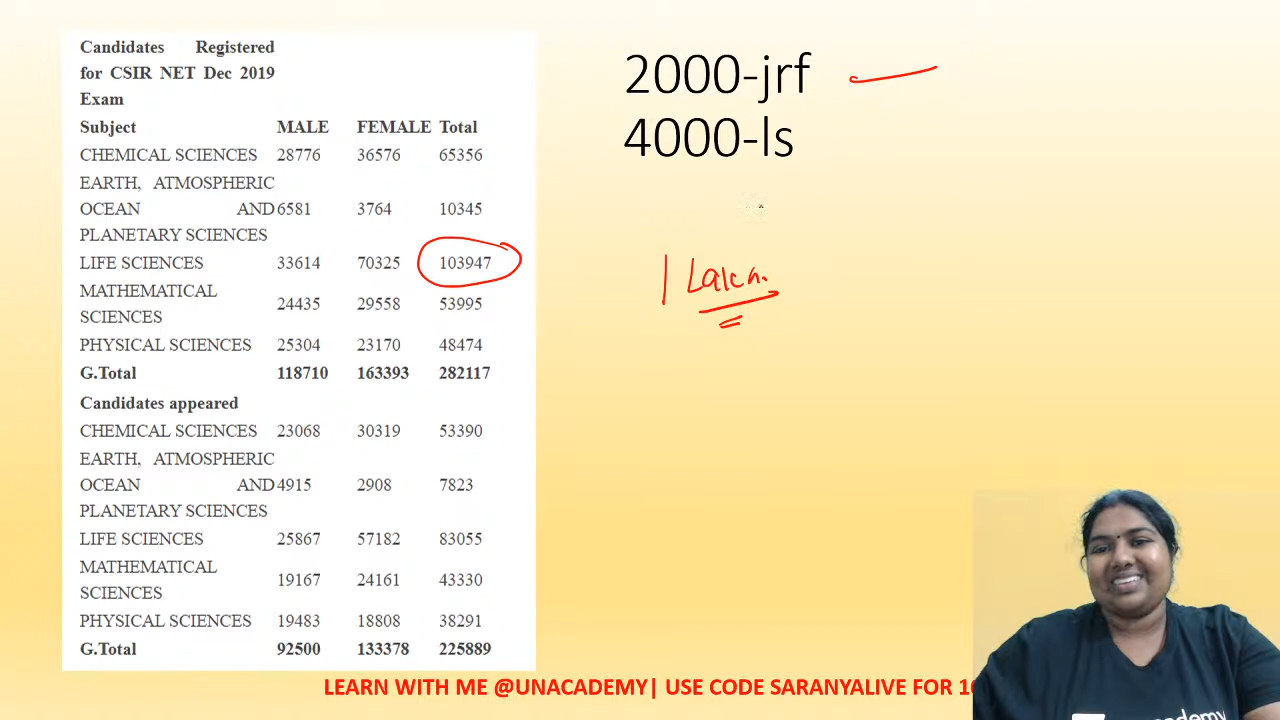 Candidates Registered
for CSIR NET Dec 2019
Exam
Subject MALE FEMALE Total
CHEMICAL SCIENCES 28776 36576 65356
EARTH, ATMOSPHERIC
OCEAN AND 6581 3764 10345
PLANETARY SCIENCES
LIFE SCIENCES 33614 70325 103947
MATHEMATICAL
SCIENCES 24435 29558 53995
PHYSICAL SCIENCES 25304 23170 48474
G.Total 118710 163393 282117
Candidates appeared
CHEMICAL SCIENCES 23068 30319 53390
EARTH, ATMOSPHERIC
OCEAN AND 4915 2908 7823
PLANETARY SCIENCES
LIFE SCIENCES 25867 57182 83055
MATHEMATICAL
SCIENCES 19167 24161 43330
PHYSICAL SCIENCES 19483 18808 38291
G.Total 92500 133378 225889
2000-jrf
4000-ls
1 Lakh.
LEARN WITH ME @UNACADEMY| USE CODE SARANYALIVE FOR